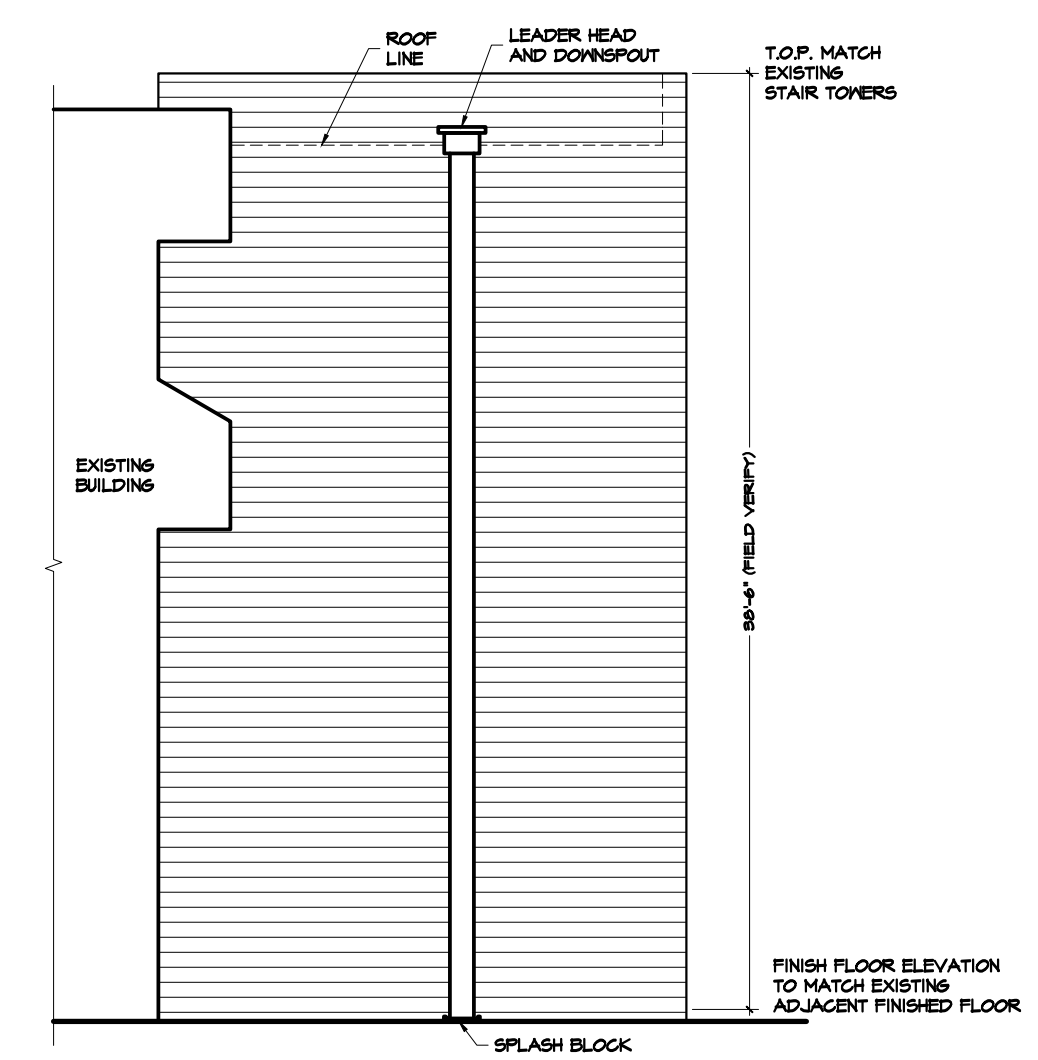 ROOF
LINE
LEADER HEAD
AND DOWNSPOUT
T.O.P. MATCH
EXISTING
STAIR TOWERS
EXISTING
BUILDING
38'-6" (FIELD VERIFY)
FINISH FLOOR ELEVATION
TO MATCH EXISTING
ADJACENT FINISHED FLOOR
SPLASH BLOCK